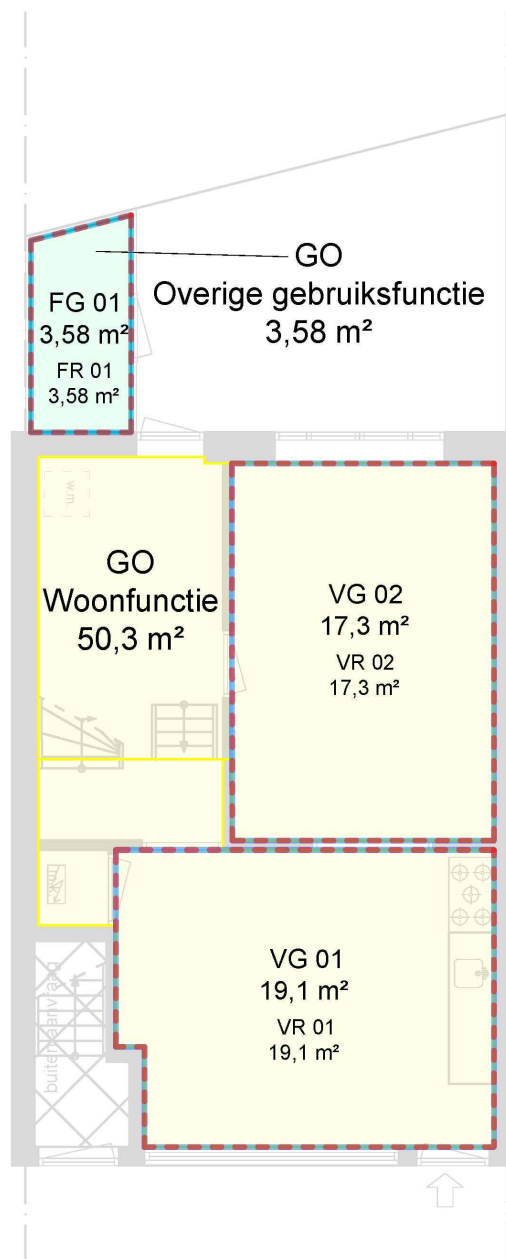 GO
Overige gebruiksfunctie
3,58 m²
FG 01
3,58 m²
FR 01
3,58 m²
w.m.
GO
Woonfunctie
50,3 m²
VG 02
17,3 m²
VR 02
17,3 m²
VG 01
19,1 m²
VR 01
19,1 m²
buiten aanvraag